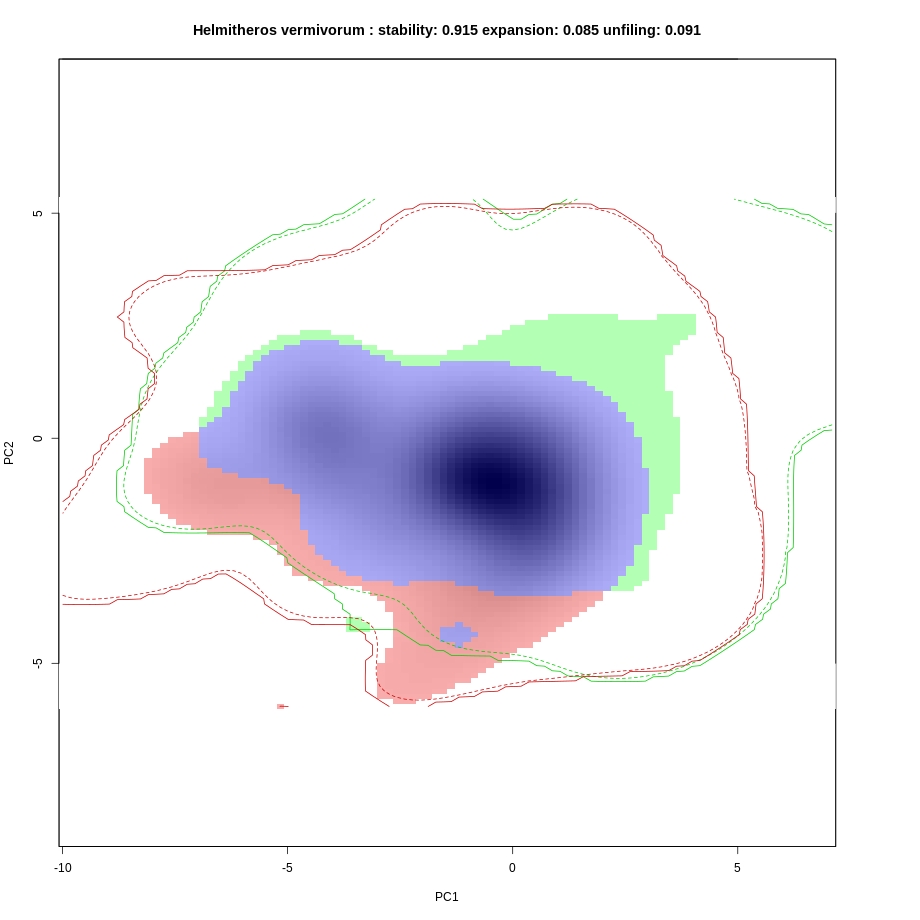 Helmitheros vermivorum : stability: 0.915 expansion: 0.085 unfiling: 0.091
5
0
-5
PC2
-10 -5 0 5
PC1